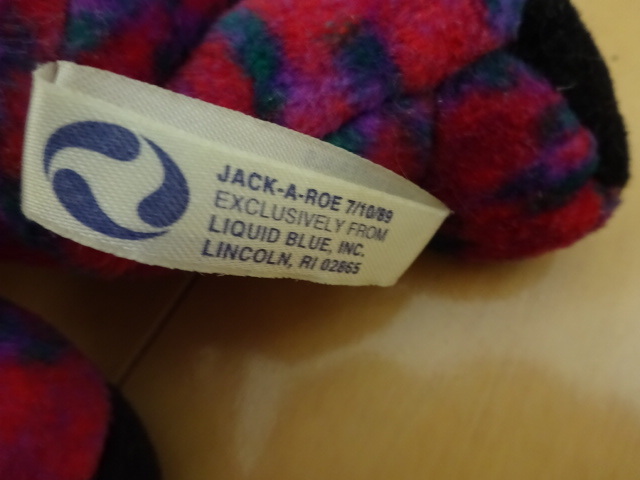 JACK-A-ROE 7/10/89
EXCLUSIVELY FROM
LIQUID BLUE, INC.
LINCOLN, RI 02865